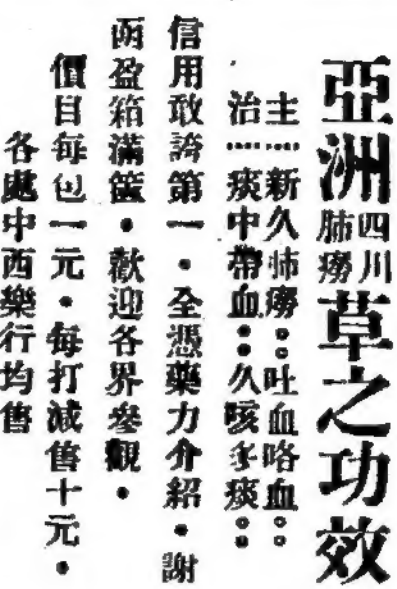 亞洲四川肺癆草之功效
主治⋯⋯新久肺癆：：吐血咯血：：
痰中帶血：：久咳多痰：：
信用敢誇第一・全憑藥力介紹・謝
函盈箱滿篋・歡迎各界參觀・
價目每包一元・每打減售十元・
各處中西藥行均售